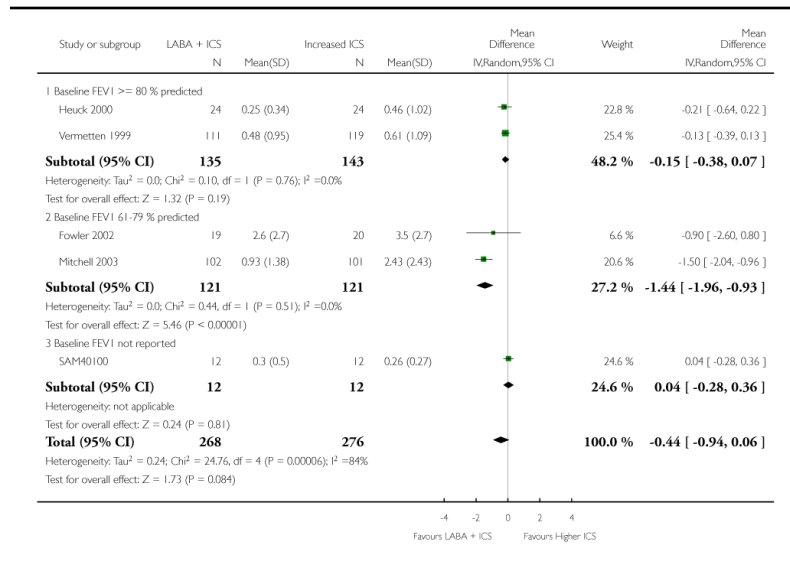 Study or subgroup LABA + ICS Increased ICS Mean Difference Weight Mean Difference
N Mean(SD) N Mean(SD) IV,Random,95% CI IV,Random,95% CI
1 Baseline FEV1 >= 80 % predicted
Heuck 2000 24 0.25 (0.34) 24 0.46 (1.02) 22.8 % -0.21 [ -0.64, 0.22 ]
Vermetten 1999 111 0.48 (0.95) 119 0.61 (1.09) 25.4 % -0.13 [ -0.39, 0.13 ]
Subtotal (95% CI) 135 143 48.2 % -0.15 [ -0.38, 0.07 ]
Heterogeneity: Tau² = 0.0; Chi² = 0.10, df = 1 (P = 0.76); I² =0.0%
Test for overall effect: Z = 1.32 (P = 0.19)
2 Baseline FEV1 61-79 % predicted
Fowler 2002 19 2.6 (2.7) 20 3.5 (2.7) 6.6 % -0.90 [ -2.60, 0.80 ]
Mitchell 2003 102 0.93 (1.38) 101 2.43 (2.43) 20.6 % -1.50 [ -2.04, -0.96 ]
Subtotal (95% CI) 121 121 27.2 % -1.44 [ -1.96, -0.93 ]
Heterogeneity: Tau² = 0.0; Chi² = 0.44, df = 1 (P = 0.51); I² =0.0%
Test for overall effect: Z = 5.46 (P < 0.00001)
3 Baseline FEV1 not reported
SAM40100 12 0.3 (0.5) 12 0.26 (0.27) 24.6 % 0.04 [ -0.28, 0.36 ]
Subtotal (95% CI) 12 12 24.6 % 0.04 [ -0.28, 0.36 ]
Heterogeneity: not applicable
Test for overall effect: Z = 0.24 (P = 0.81)
Total (95% CI) 268 276 100.0 % -0.44 [ -0.94, 0.06 ]
Heterogeneity: Tau² = 0.24; Chi² = 24.76, df = 4 (P = 0.00006); I² =84%
Test for overall effect: Z = 1.73 (P = 0.084)
-4 -2 0 2 4
Favours LABA + ICS Favours Higher ICS